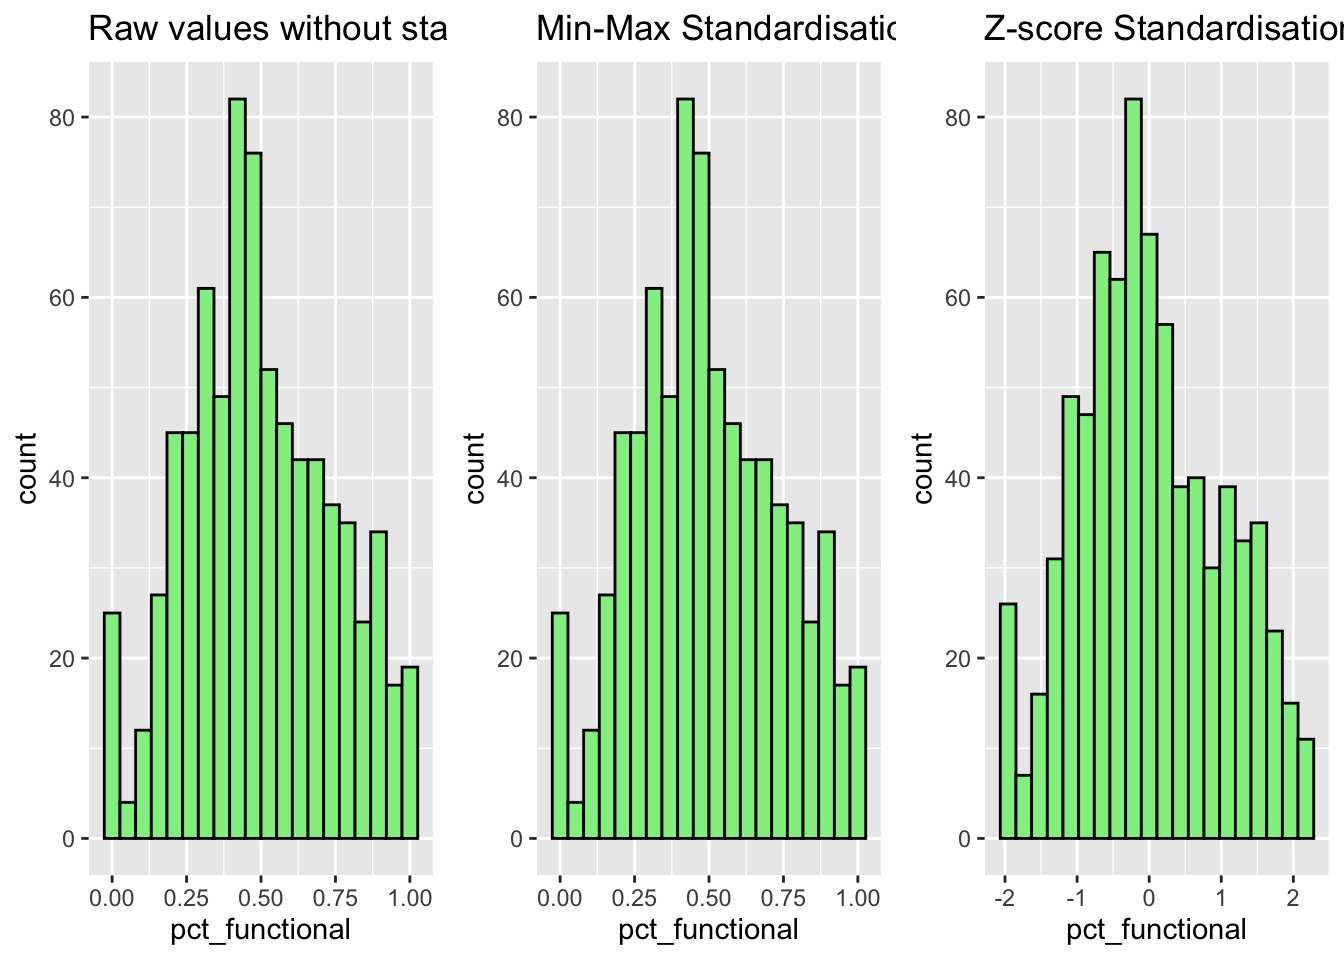 Raw values without sta
80
60
40
20
0
count
0.00 0.25 0.50 0.75 1.00
pct_functional
Min-Max Standardisatio
80
60
40
20
0
count
0.00 0.25 0.50 0.75 1.00
pct_functional
Z-score Standardisation
80
60
40
20
0
count
-2 -1 0 1 2
pct_functional